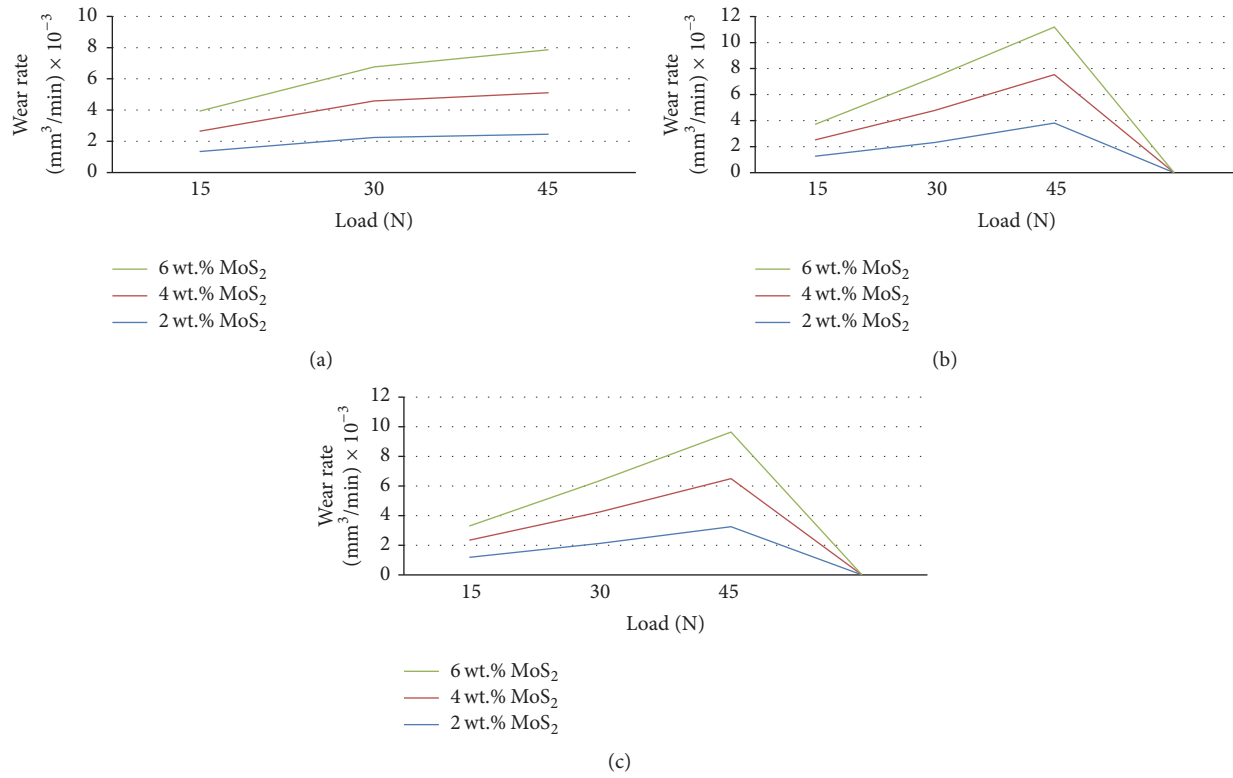 10
8
6
4
2
0
Wear rate
(mm³/min) × 10⁻³
15 30 45
Load (N)
6 wt.% MoS₂
4 wt.% MoS₂
2 wt.% MoS₂
(a)
12
10
8
6
4
2
0
Wear rate
(mm³/min) × 10⁻³
15 30 45
Load (N)
6 wt.% MoS₂
4 wt.% MoS₂
2 wt.% MoS₂
(b)
12
10
8
6
4
2
0
Wear rate
(mm³/min) × 10⁻³
15 30 45
Load (N)
6 wt.% MoS₂
4 wt.% MoS₂
2 wt.% MoS₂
(c)